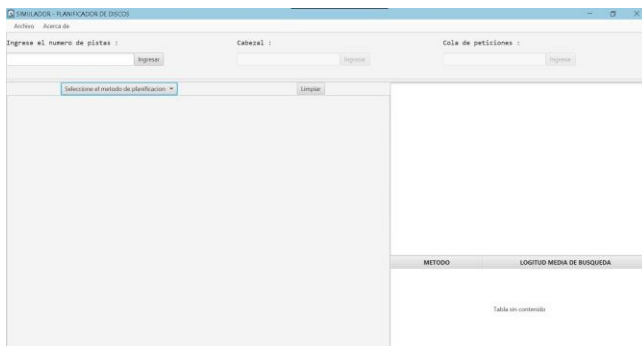 SIMULADOR - PLANIFICADOR DE DISCOS
Archivo Acerca de
Ingrese el numero de pistas :
Cabezal :
Cola de peticiones :
Ingresar
Ingresar
Ingresar
Seleccione el metodo de planificacion
Limpiar
METODO
LOGITUD MEDIA DE BUSQUEDA
Tabla sin contenido